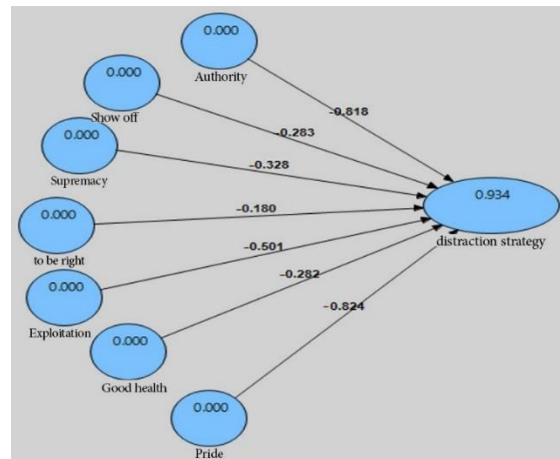 0.000
Authority
0.000
Show off
-0.818
0.000
-0.283
Supremacy
-0.328
0.934
0.000
-0.180
distraction strategy
to be right
-0.501
0.000
-0.282
Exploitation
-0.824
0.000
Good health
0.000
Pride